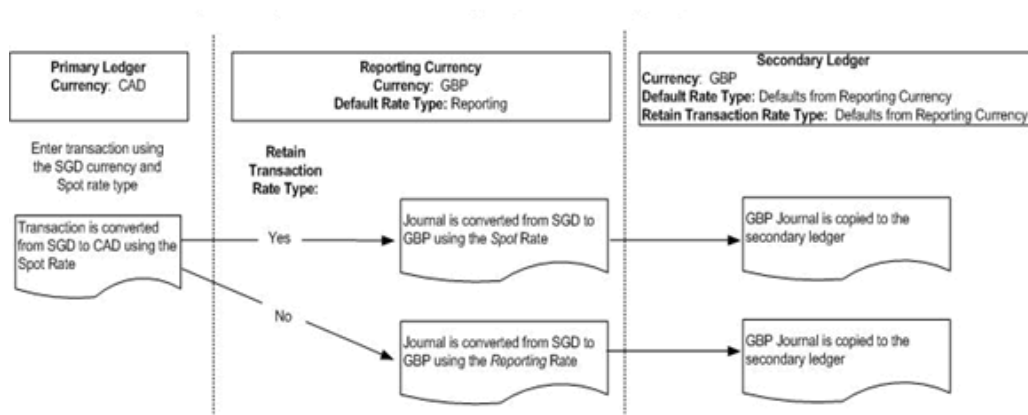 Primary Ledger
Currency: CAD
Reporting Currency
Currency: GBP
Default Rate Type: Reporting
Secondary Ledger
Currency: GBP
Default Rate Type: Defaults from Reporting Currency
Retain Transaction Rate Type: Defaults from Reporting Currency
Enter transaction using
the SGD currency and
Spot rate type
Retain
Transaction
Rate Type:
Transaction is converted
from SGD to CAD using the
Spot Rate
Yes
Journal is converted from SGD to
GBP using the Spot Rate
GBP Journal is copied to the
secondary ledger
No
Journal is converted from SGD to
GBP using the Reporting Rate
GBP Journal is copied to the
secondary ledger